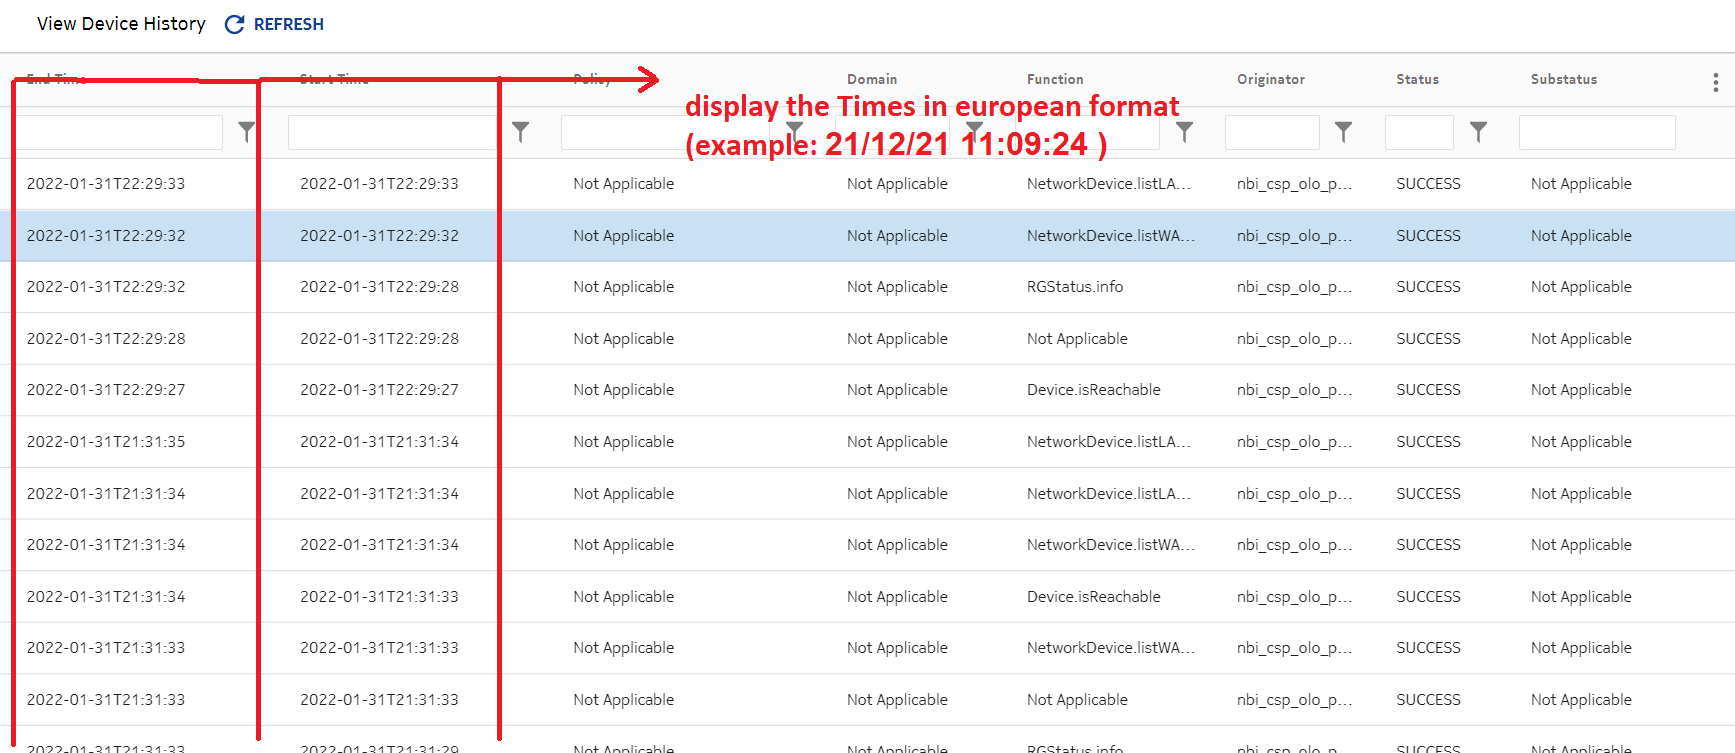 View Device History REFRESH
End Time Start Time Policy Domain Function Originator Status Substatus
display the Times in european format
(example: 21/12/21 11:09:24 )
2022-01-31T22:29:33 2022-01-31T22:29:33 Not Applicable Not Applicable NetworkDevice.listLA... nbi_csp_olo_p... SUCCESS Not Applicable
2022-01-31T22:29:32 2022-01-31T22:29:32 Not Applicable Not Applicable NetworkDevice.listWA... nbi_csp_olo_p... SUCCESS Not Applicable
2022-01-31T22:29:32 2022-01-31T22:29:28 Not Applicable Not Applicable RGStatus.info nbi_csp_olo_p... SUCCESS Not Applicable
2022-01-31T22:29:28 2022-01-31T22:29:28 Not Applicable Not Applicable Not Applicable nbi_csp_olo_p... SUCCESS Not Applicable
2022-01-31T22:29:27 2022-01-31T22:29:27 Not Applicable Not Applicable Device.isReachable nbi_csp_olo_p... SUCCESS Not Applicable
2022-01-31T21:31:35 2022-01-31T21:31:34 Not Applicable Not Applicable NetworkDevice.listLA... nbi_csp_olo_p... SUCCESS Not Applicable
2022-01-31T21:31:34 2022-01-31T21:31:34 Not Applicable Not Applicable NetworkDevice.listLA... nbi_csp_olo_p... SUCCESS Not Applicable
2022-01-31T21:31:34 2022-01-31T21:31:34 Not Applicable Not Applicable NetworkDevice.listWA... nbi_csp_olo_p... SUCCESS Not Applicable
2022-01-31T21:31:34 2022-01-31T21:31:33 Not Applicable Not Applicable Device.isReachable nbi_csp_olo_p... SUCCESS Not Applicable
2022-01-31T21:31:33 2022-01-31T21:31:33 Not Applicable Not Applicable NetworkDevice.listWA... nbi_csp_olo_p... SUCCESS Not Applicable
2022-01-31T21:31:33 2022-01-31T21:31:33 Not Applicable Not Applicable Not Applicable nbi_csp_olo_p... SUCCESS Not Applicable
2022-01-31T21:31:33 2022-01-31T21:31:29 Not Applicable Not Applicable RGStatus.info nbi_csp_olo_p... SUCCESS Not Applicable